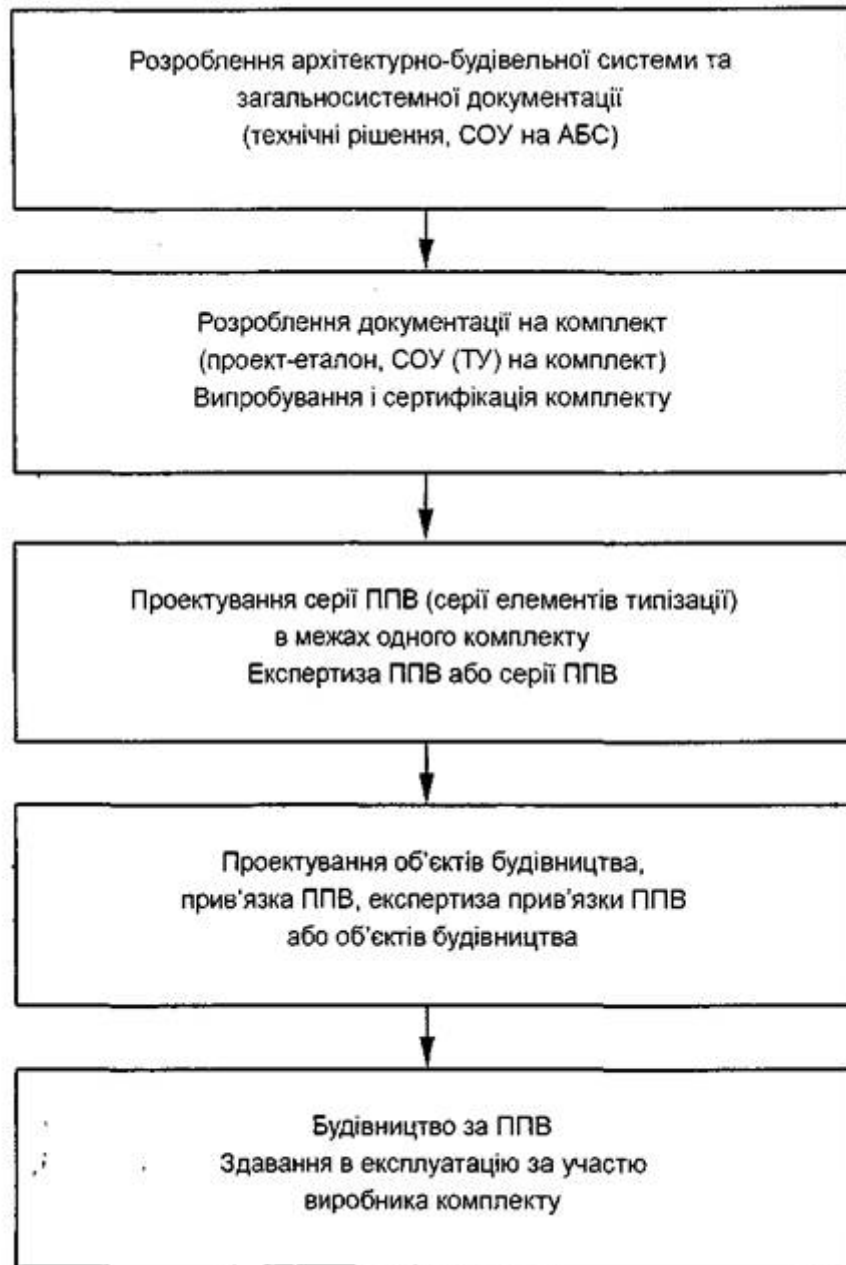 Розроблення архітектурно-будівельної системи та
загальносистемної документації
(технічні рішення, СОУ на АБС)
Розроблення документації на комплект
(проект-еталон, СОУ (ТУ) на комплект)
Випробування і сертифікація комплекту
Проектування серії ППВ (серії елементів типізації)
в межах одного комплекту
Експертиза ППВ або серії ППВ
Проектування об'єктів будівництва,
прив'язка ППВ, експертиза прив'язки ППВ
або об'єктів будівництва
Будівництво за ППВ
Здавання в експлуатацію за участю
виробника комплекту